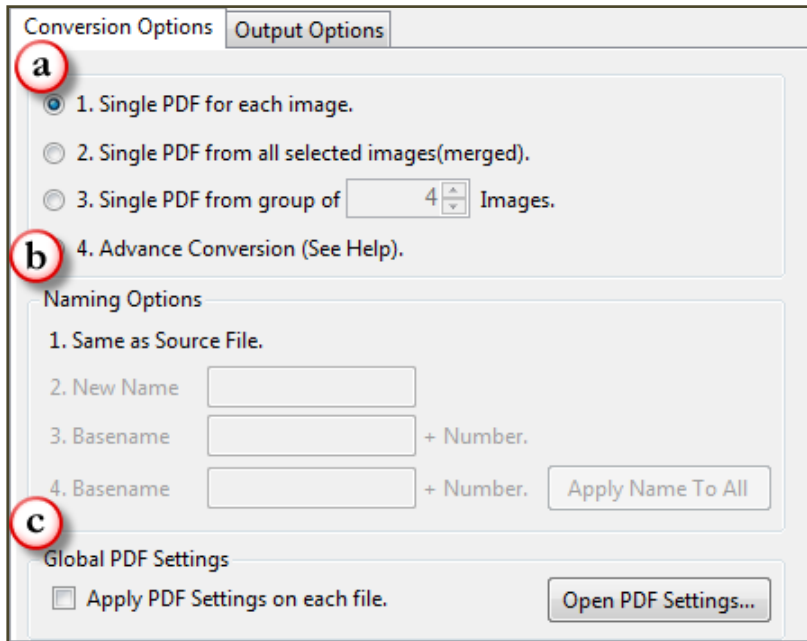 Conversion Options Output Options
a
1. Single PDF for each image.
2. Single PDF from all selected images(merged).
3. Single PDF from group of 4 Images.
b
4. Advance Conversion (See Help).
Naming Options
1. Same as Source File.
2. New Name
3. Basename + Number.
4. Basename + Number. Apply Name To All
c
Global PDF Settings
Apply PDF Settings on each file. Open PDF Settings...